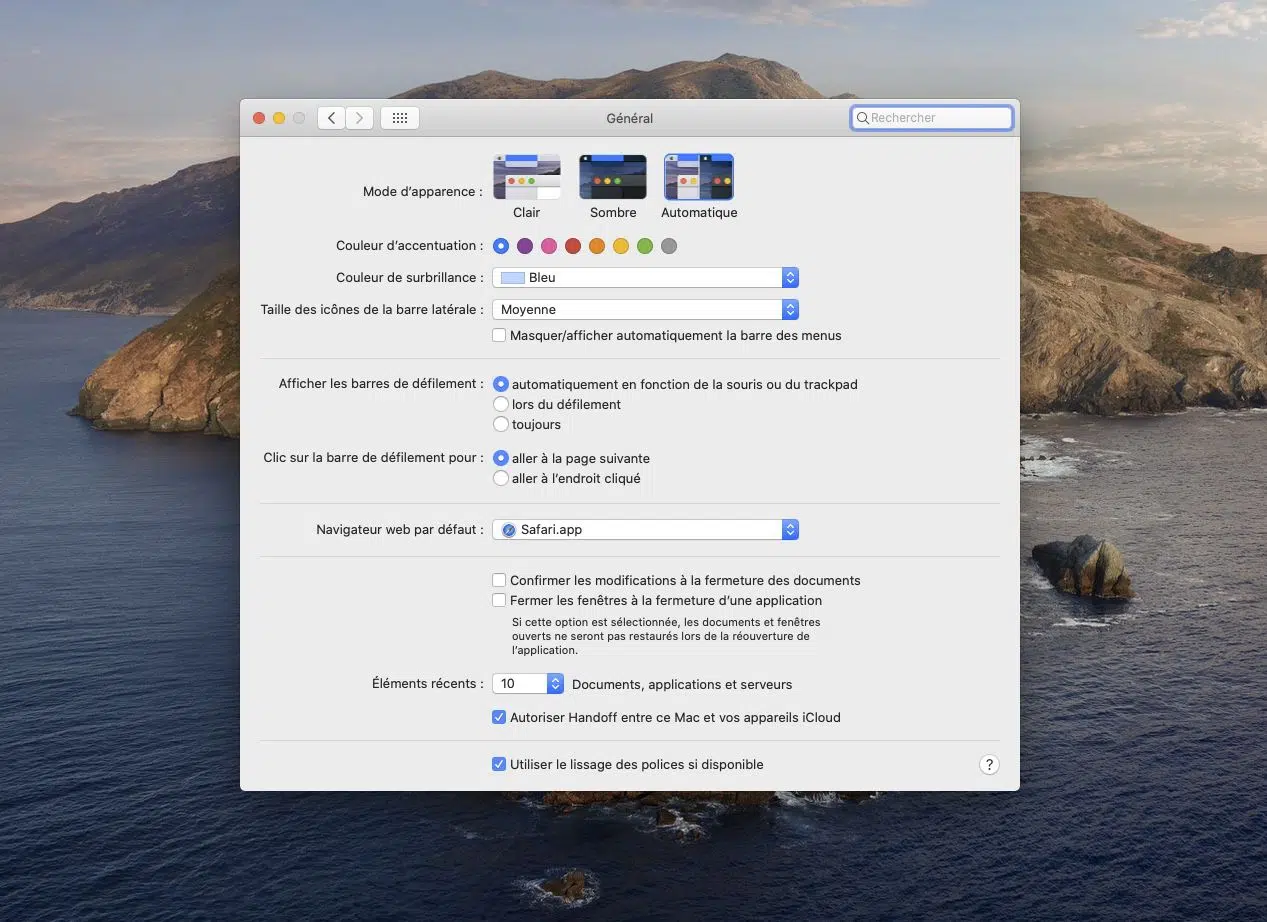 Général
Rechercher
Mode d’apparence :
Clair
Sombre
Automatique
Couleur d’accentuation :
Couleur de surbrillance :
Bleu
Taille des icônes de la barre latérale :
Moyenne
Masquer/afficher automatiquement la barre des menus
Afficher les barres de défilement :
automatiquement en fonction de la souris ou du trackpad
lors du défilement
toujours
Clic sur la barre de défilement pour :
aller à la page suivante
aller à l’endroit cliqué
Navigateur web par défaut :
Safari.app
Confirmer les modifications à la fermeture des documents
Fermer les fenêtres à la fermeture d’une application
Si cette option est sélectionnée, les documents et fenêtres
ouverts ne seront pas restaurés lors de la réouverture de
l’application.
Éléments récents :
10
Documents, applications et serveurs
Autoriser Handoff entre ce Mac et vos appareils iCloud
Utiliser le lissage des polices si disponible
?